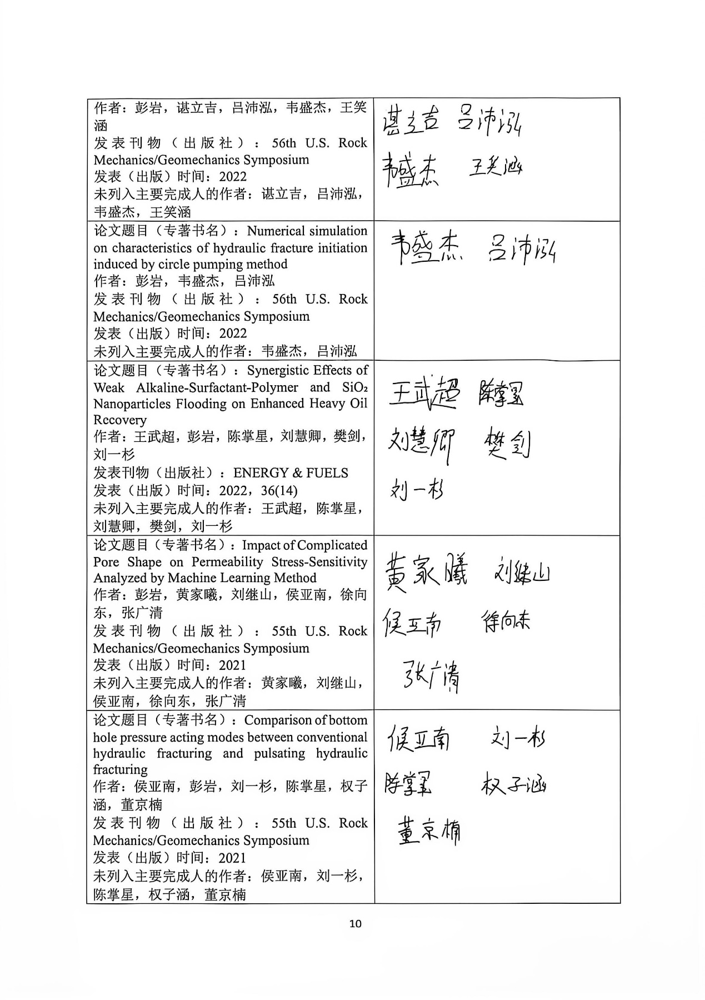 作者：彭岩，谌立吉，吕沛泓，韦盛杰，王笑
涵
发表刊物（出版社）：56th U.S. Rock
Mechanics/Geomechanics Symposium
发表（出版）时间：2022
未列入主要完成人的作者：谌立吉，吕沛泓，
韦盛杰，王笑涵
谌立吉 吕沛泓
韦盛杰 王笑涵
论文题目（专著书名）：Numerical simulation
on characteristics of hydraulic fracture initiation
induced by circle pumping method
作者：彭岩，韦盛杰，吕沛泓
发表刊物（出版社）：56th U.S. Rock
Mechanics/Geomechanics Symposium
发表（出版）时间：2022
未列入主要完成人的作者：韦盛杰，吕沛泓
韦盛杰 吕沛泓
论文题目（专著书名）：Synergistic Effects of
Weak Alkaline-Surfactant-Polymer and SiO₂
Nanoparticles Flooding on Enhanced Heavy Oil
Recovery
作者：王武超，彭岩，陈掌星，刘慧卿，樊剑，
刘一杉
发表刊物（出版社）：ENERGY & FUELS
发表（出版）时间：2022，36(14)
未列入主要完成人的作者：王武超，陈掌星，
刘慧卿，樊剑，刘一杉
王武超 陈掌星
刘慧卿 樊剑
刘一杉
论文题目（专著书名）：Impact of Complicated
Pore Shape on Permeability Stress-Sensitivity
Analyzed by Machine Learning Method
作者：彭岩，黄家曦，刘继山，侯亚南，徐向
东，张广清
发表刊物（出版社）：55th U.S. Rock
Mechanics/Geomechanics Symposium
发表（出版）时间：2021
未列入主要完成人的作者：黄家曦，刘继山，
侯亚南，徐向东，张广清
黄家曦 刘继山
侯亚南 徐向东
张广清
论文题目（专著书名）：Comparison of bottom
hole pressure acting modes between conventional
hydraulic fracturing and pulsating hydraulic
fracturing
作者：侯亚南，彭岩，刘一杉，陈掌星，权子
涵，董京楠
发表刊物（出版社）：55th U.S. Rock
Mechanics/Geomechanics Symposium
发表（出版）时间：2021
未列入主要完成人的作者：侯亚南，刘一杉，
陈掌星，权子涵，董京楠
侯亚南 刘一杉
陈掌星 权子涵
董京楠
10